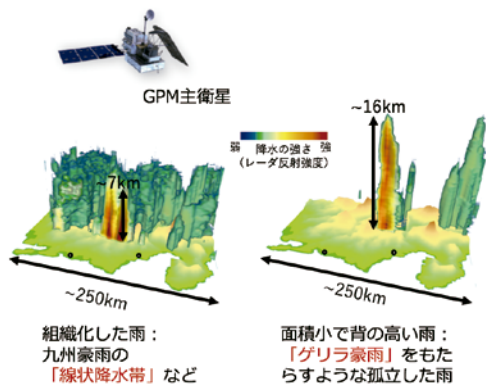 GPM主衛星
~16km
弱 降水の強さ 強
(レーダ反射強度)
~7km
~250km
~250km
組織化した雨：
九州豪雨の
「線状降水帯」など
面積小で背の高い雨：
「ゲリラ豪雨」をもた
らすような孤立した雨